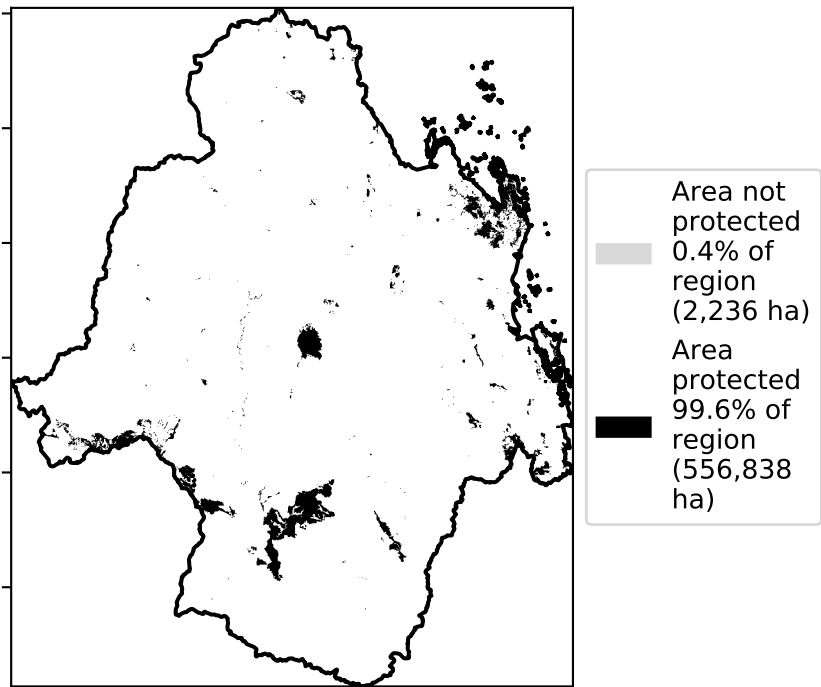 Area not
protected
0.4% of
region
(2,236 ha)
Area
protected
99.6% of
region
(556,838
ha)